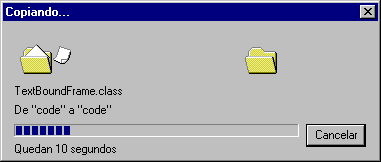 Copiando...
TextBoundFrame.class
De "code" a "code"
Cancelar
Quedan 10 segundos